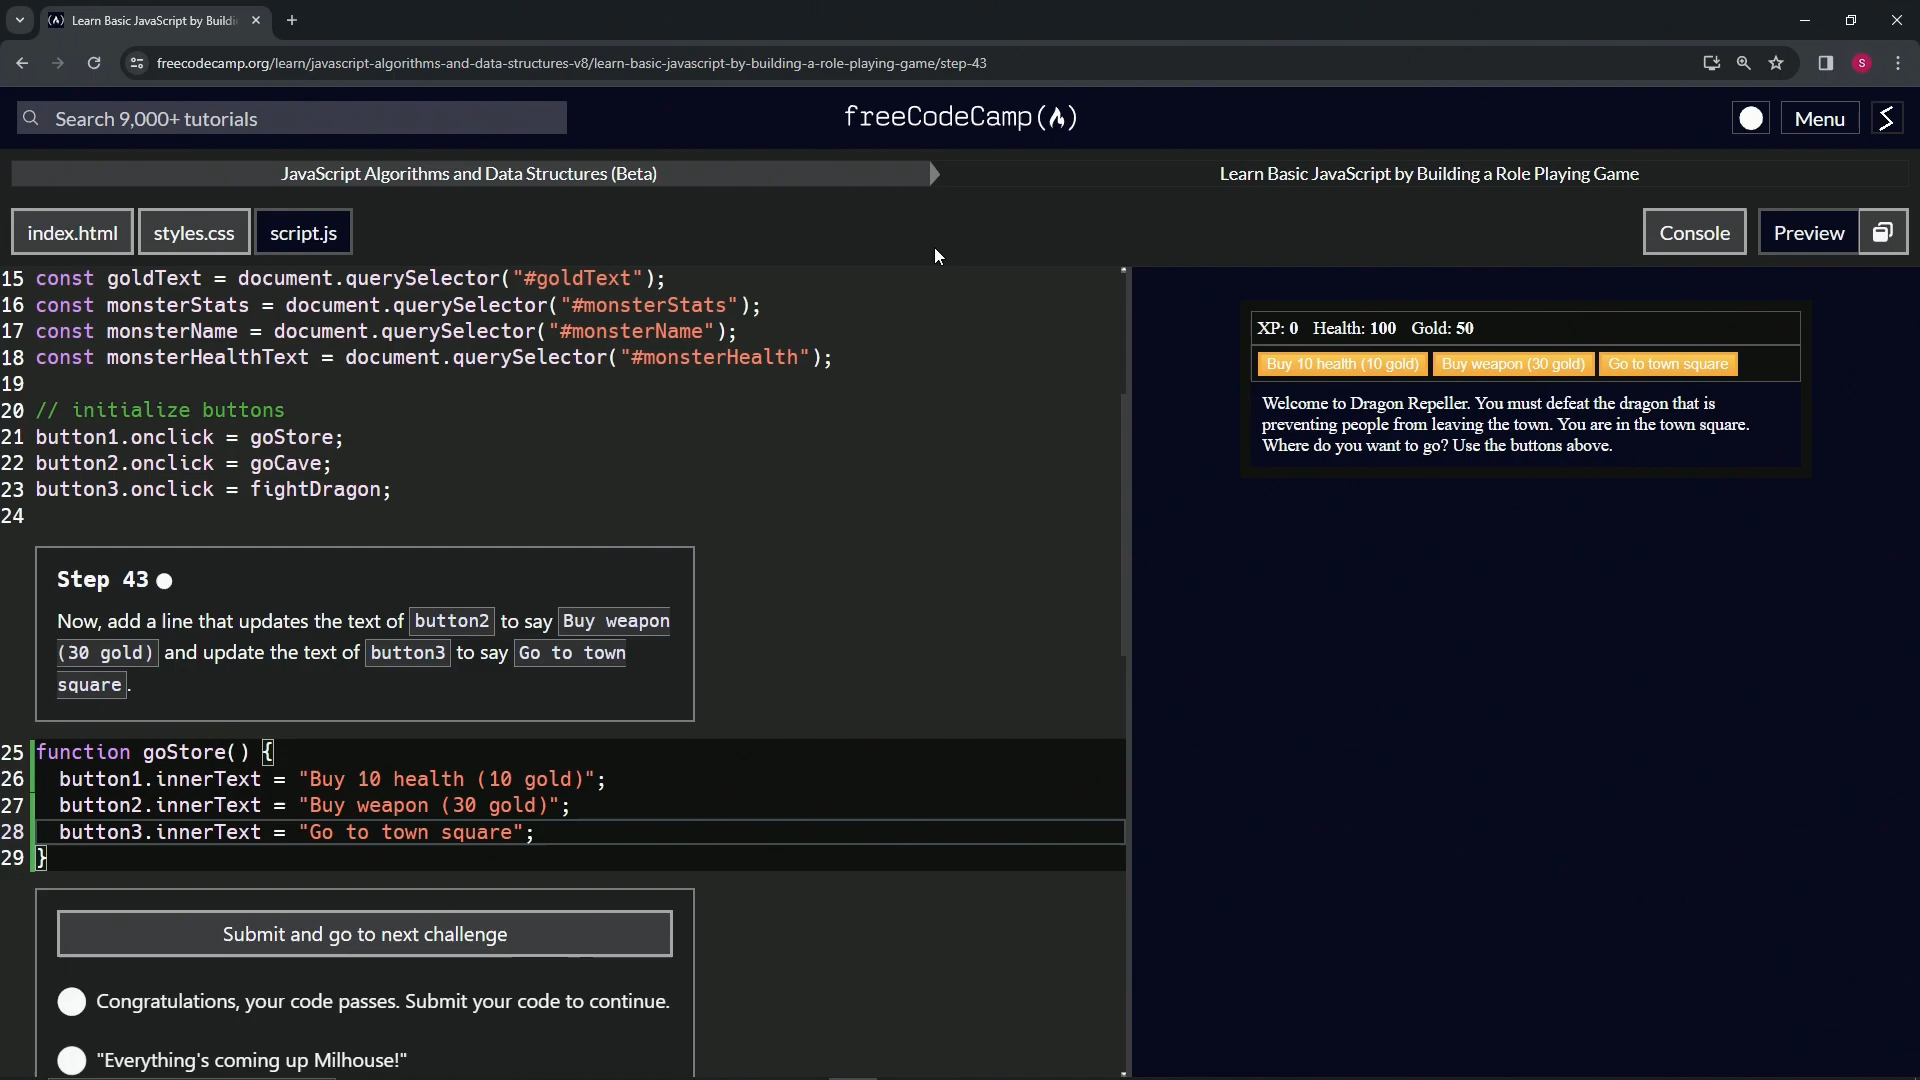 Learn Basic JavaScript by Buildi
freecodecamp.org/learn/javascript-algorithms-and-data-structures-v8/learn-basic-javascript-by-building-a-role-playing-game/step-43
S
Search 9,000+ tutorials
freeCodeCamp
Menu
JavaScript Algorithms and Data Structures (Beta)
Learn Basic JavaScript by Building a Role Playing Game
index.html
styles.css
script.js
Console
Preview
15 const goldText = document.querySelector("#goldText");
16 const monsterStats = document.querySelector("#monsterStats");
17 const monsterName = document.querySelector("#monsterName");
18 const monsterHealthText = document.querySelector("#monsterHealth");
19
20 // initialize buttons
21 button1.onclick = goStore;
22 button2.onclick = goCave;
23 button3.onclick = fightDragon;
24
Step 43
Now, add a line that updates the text of button2 to say Buy weapon
(30 gold) and update the text of button3 to say Go to town
square.
25 function goStore() {
26 button1.innerText = "Buy 10 health (10 gold)";
27 button2.innerText = "Buy weapon (30 gold)";
28 button3.innerText = "Go to town square";
29 }
Submit and go to next challenge
Congratulations, your code passes. Submit your code to continue.
"Everything's coming up Milhouse!"
XP: 0 Health: 100 Gold: 50
Buy 10 health (10 gold)
Buy weapon (30 gold)
Go to town square
Welcome to Dragon Repeller. You must defeat the dragon that is
preventing people from leaving the town. You are in the town square.
Where do you want to go? Use the buttons above.